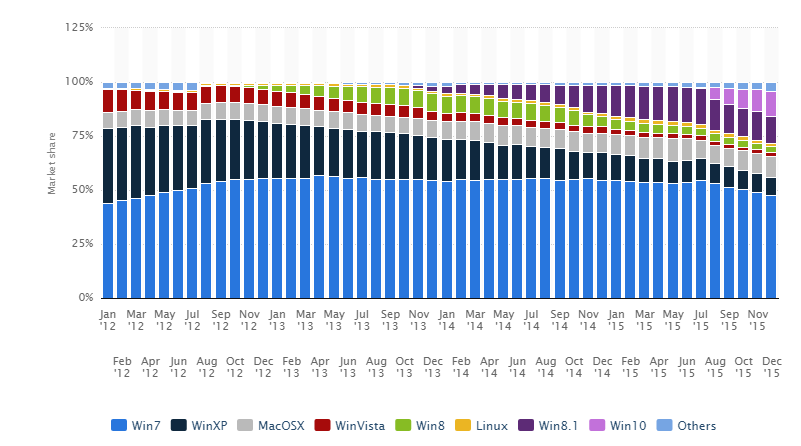 125%
100%
75%
50%
25%
0%
Market share
Jan '12 Mar '12 May '12 Jul '12 Sep '12 Nov '12 Jan '13 Mar '13 May '13 Jul '13 Sep '13 Nov '13 Jan '14 Mar '14 May '14 Jul '14 Sep '14 Nov '14 Jan '15 Mar '15 May '15 Jul '15 Sep '15 Nov '15
Feb '12 Apr '12 Jun '12 Aug '12 Oct '12 Dec '12 Feb '13 Apr '13 Jun '13 Aug '13 Oct '13 Dec '13 Feb '14 Apr '14 Jun '14 Aug '14 Oct '14 Dec '14 Feb '15 Apr '15 Jun '15 Aug '15 Oct '15 Dec '15
Win7 WinXP MacOSX WinVista Win8 Linux Win8.1 Win10 Others